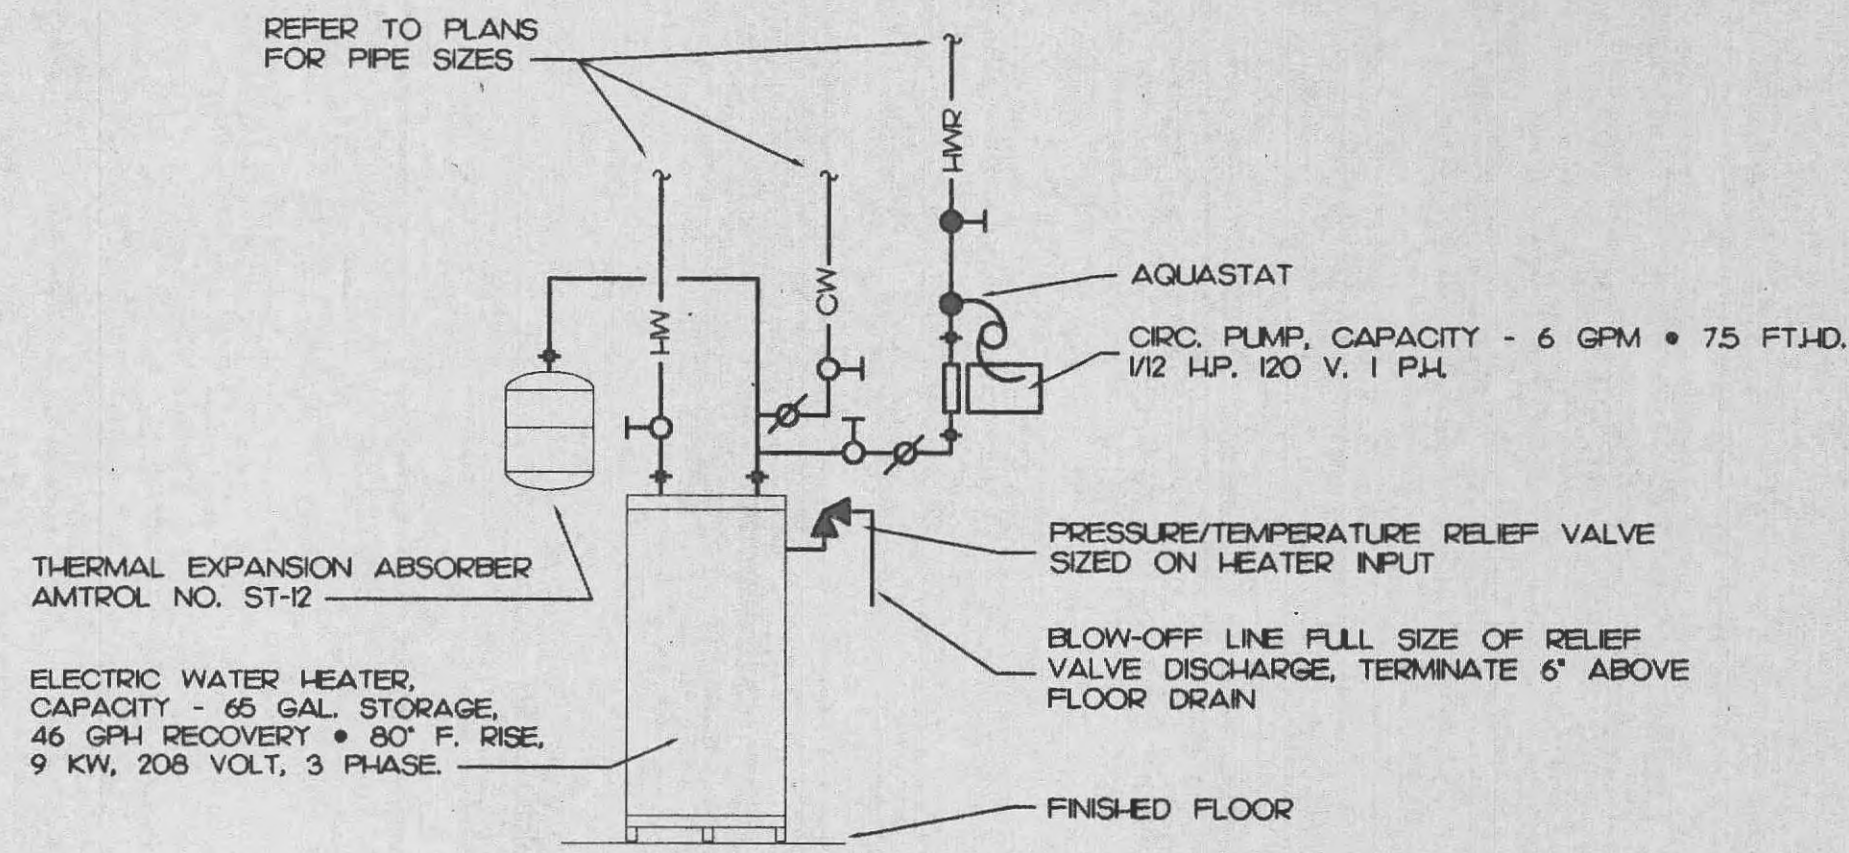 REFER TO PLANS
FOR PIPE SIZES
HWR
HW
CW
AQUASTAT
CIRC. PUMP, CAPACITY - 6 GPM • 7.5 FT.HD.
1/12 H.P. 120 V. 1 P.H.
THERMAL EXPANSION ABSORBER
AMTROL NO. ST-12
PRESSURE/TEMPERATURE RELIEF VALVE
SIZED ON HEATER INPUT
BLOW-OFF LINE FULL SIZE OF RELIEF
VALVE DISCHARGE, TERMINATE 6" ABOVE
FLOOR DRAIN
ELECTRIC WATER HEATER,
CAPACITY - 65 GAL. STORAGE,
46 GPH RECOVERY • 80° F. RISE,
9 KW, 208 VOLT, 3 PHASE.
FINISHED FLOOR